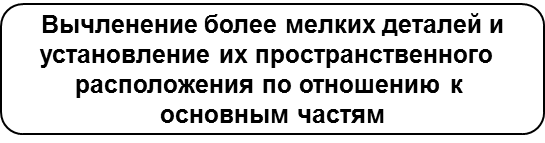 Вычленение более мелких деталей и
установление их пространственного
расположения по отношению к
основным частям